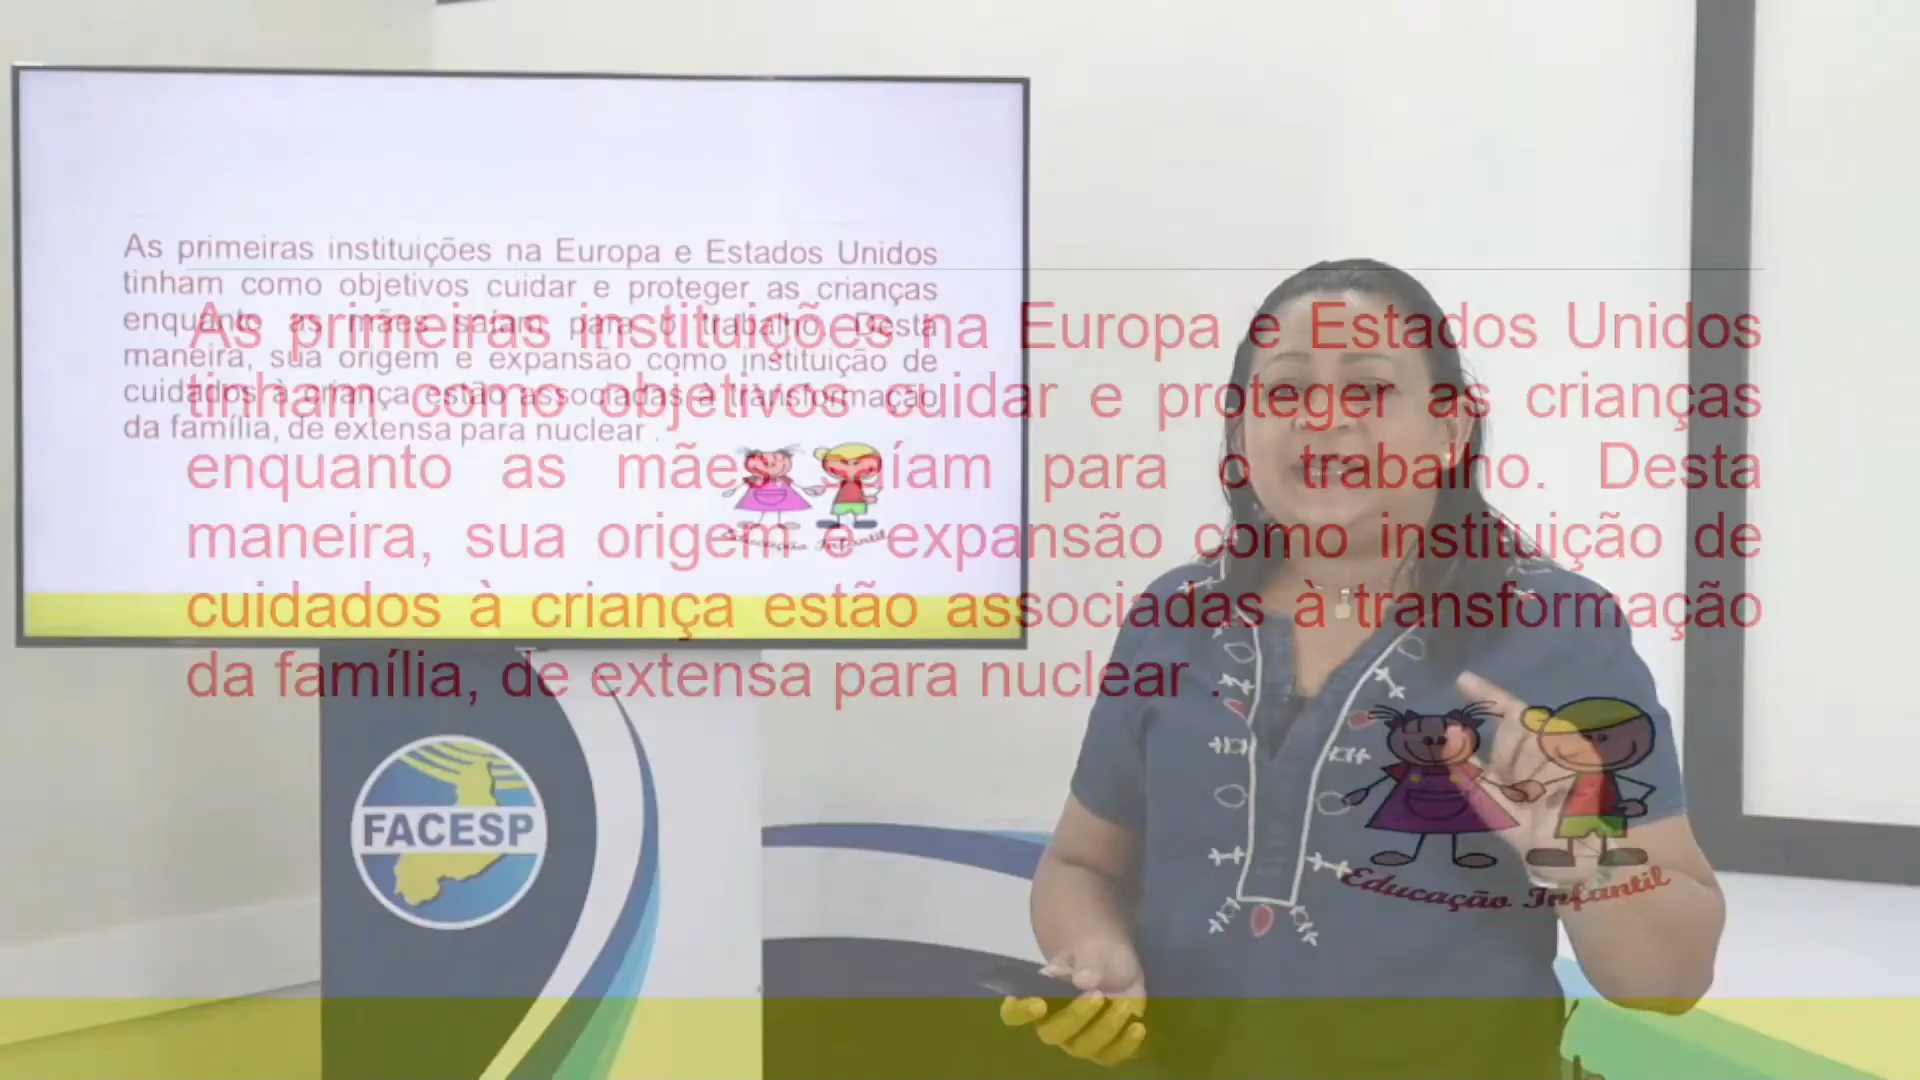 As primeiras instituições na Europa e Estados Unidos
tinham como objetivos cuidar e proteger as crianças
enquanto as mães saíam para o trabalho. Desta
maneira, sua origem e expansão como instituição de
cuidados à criança estão associadas à transformação
da família, de extensa para nuclear .
Educação Infantil
As primeiras instituições na Europa e Estados Unidos
tinham como objetivos cuidar e proteger as crianças
enquanto as mães saíam para o trabalho. Desta
maneira, sua origem e expansão como instituição de
cuidados à criança estão associadas à transformação
da família, de extensa para nuclear .
Educação Infantil
FACESP